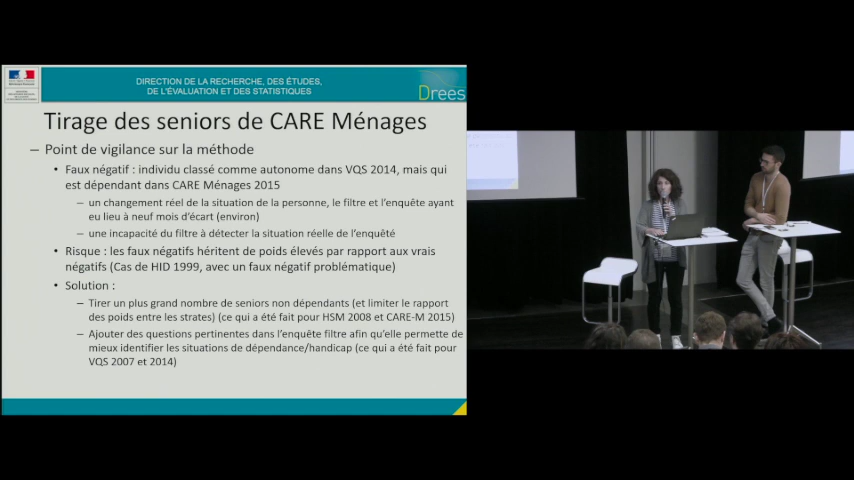 DIRECTION DE LA RECHERCHE, DES ÉTUDES,
DE L'ÉVALUATION ET DES STATISTIQUES
Drees
Tirage des seniors de CARE Ménages
– Point de vigilance sur la méthode
• Faux négatif : individu classé comme autonome dans VQS 2014, mais qui
est dépendant dans CARE Ménages 2015
– un changement réel de la situation de la personne, le filtre et l'enquête ayant
eu lieu à neuf mois d'écart (environ)
– une incapacité du filtre à détecter la situation réelle de l'enquêté
• Risque : les faux négatifs héritent de poids élevés par rapport aux vrais
négatifs (Cas de HID 1999, avec un faux négatif problématique)
• Solution :
– Tirer un plus grand nombre de seniors non dépendants (et limiter le rapport
des poids entre les strates) (ce qui a été fait pour HSM 2008 et CARE-M 2015)
– Ajouter des questions pertinentes dans l'enquête filtre afin qu'elle permette de
mieux identifier les situations de dépendance/handicap (ce qui a été fait pour
VQS 2007 et 2014)